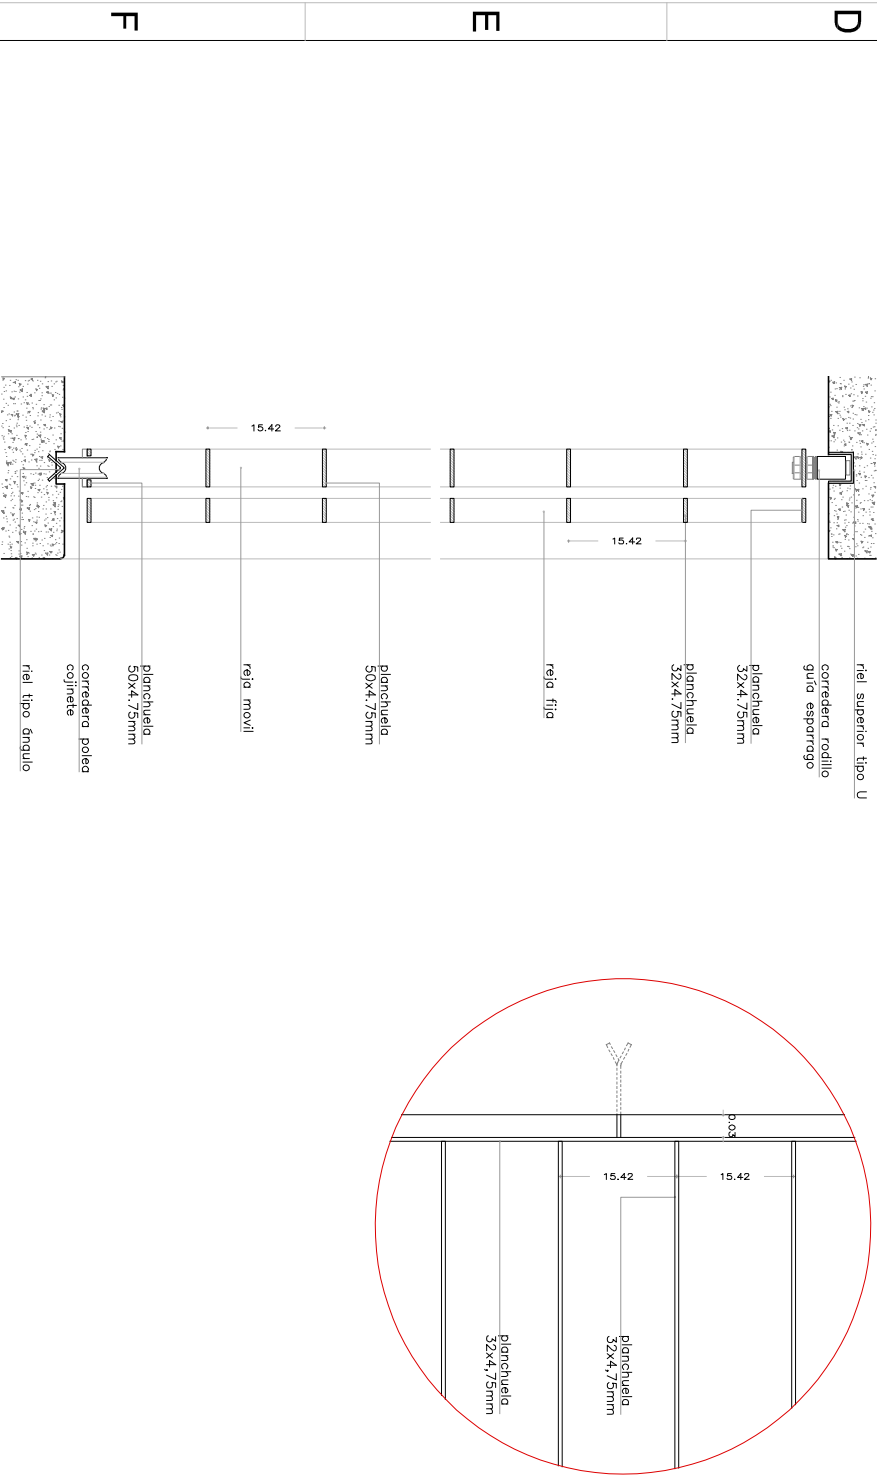 D
E
F
15.42
15.42
riel superior tipo U
corredera rodillo
guía esparrago
planchuela
32x4.75mm
planchuela
32x4.75mm
reja fija
planchuela
50x4.75mm
reja movil
planchuela
50x4.75mm
corredera polea
cojinete
riel tipo ángulo
0.03
15.42
15.42
planchuela
32x4,75mm
planchuela
32x4,75mm